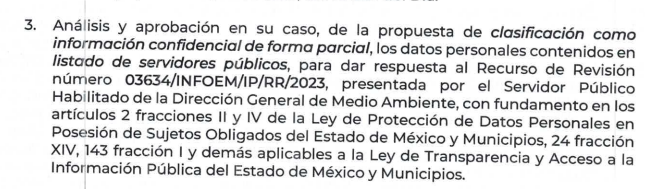 3. Análisis y aprobación en su caso, de la propuesta de clasificación como
información confidencial de forma parcial, los datos personales contenidos en
listado de servidores públicos, para dar respuesta al Recurso de Revisión
número 03634/INFOEM/IP/RR/2023, presentada por el Servidor Público
Habilitado de la Dirección General de Medio Ambiente, con fundamento en los
artículos 2 fracciones II y IV de la Ley de Protección de Datos Personales en
Posesión de Sujetos Obligados del Estado de México y Municipios, 24 fracción
XIV, 143 fracción I y demás aplicables a la Ley de Transparencia y Acceso a la
Información Pública del Estado de México y Municipios.